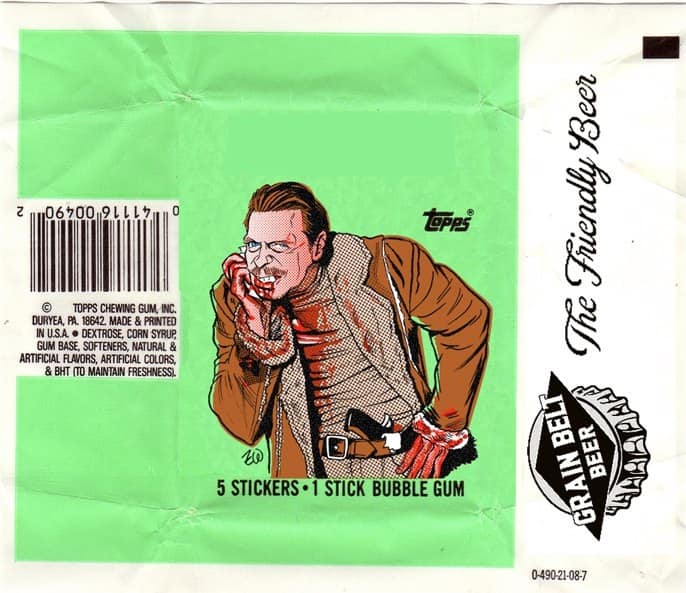 topps®
5 STICKERS • 1 STICK BUBBLE GUM
0 41116 00490 2
© TOPPS CHEWING GUM, INC.
DURYEA, PA. 18642. MADE & PRINTED
IN U.S.A. • DEXTROSE, CORN SYRUP,
GUM BASE, SOFTENERS, NATURAL &
ARTIFICIAL FLAVORS, ARTIFICIAL COLORS,
& BHT (TO MAINTAIN FRESHNESS).
The Friendly Beer
GRAIN BELT
BEER
0-490-21-08-7